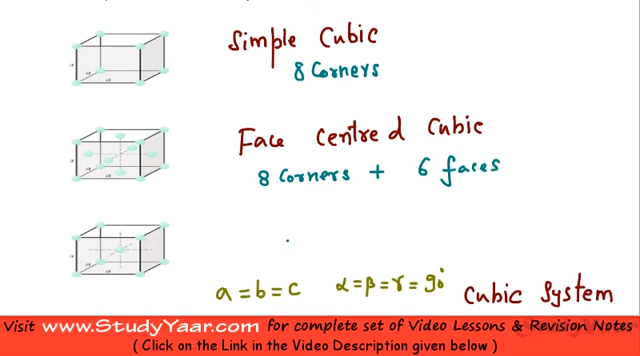 Simple Cubic
8 Corners
Face Centred Cubic
8 Corners + 6 faces
a = b = c α = β = γ = 90° Cubic System
Visit www.StudyYaar.com for complete set of Video Lessons & Revision Notes
( Click on the Link in the Video Description given below )